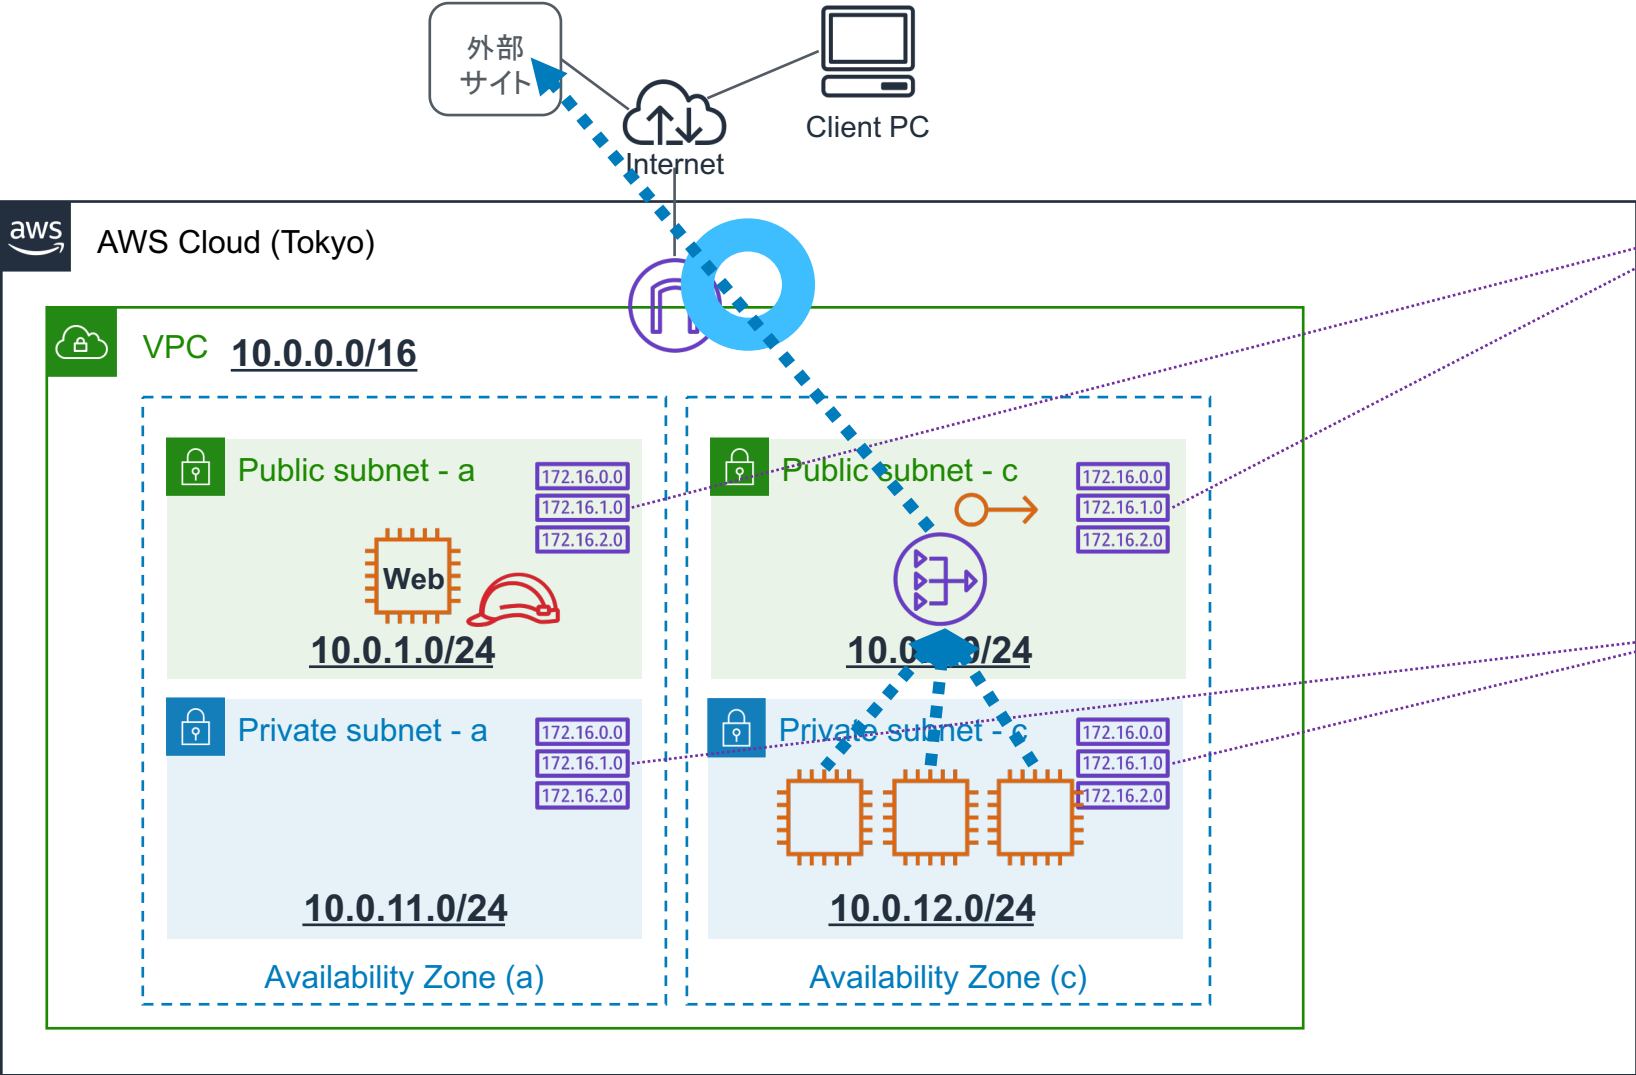 外部
サイト
Client PC
Internet
aws
AWS Cloud (Tokyo)
VPC
10.0.0.0/16
Public subnet - a
172.16.0.0
172.16.1.0
172.16.2.0
Web
10.0.1.0/24
Public subnet - c
172.16.0.0
172.16.1.0
172.16.2.0
Private subnet - a
172.16.0.0
172.16.1.0
172.16.2.0
10.0.11.0/24
Private subnet - c
172.16.0.0
172.16.1.0
172.16.2.0
10.0.12.0/24
Availability Zone (a)
Availability Zone (c)